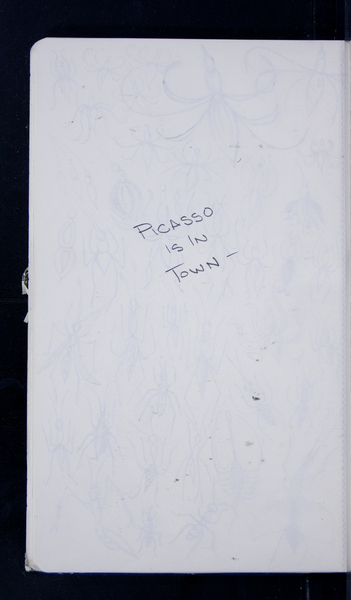 PICASSO
IS IN
TOWN –